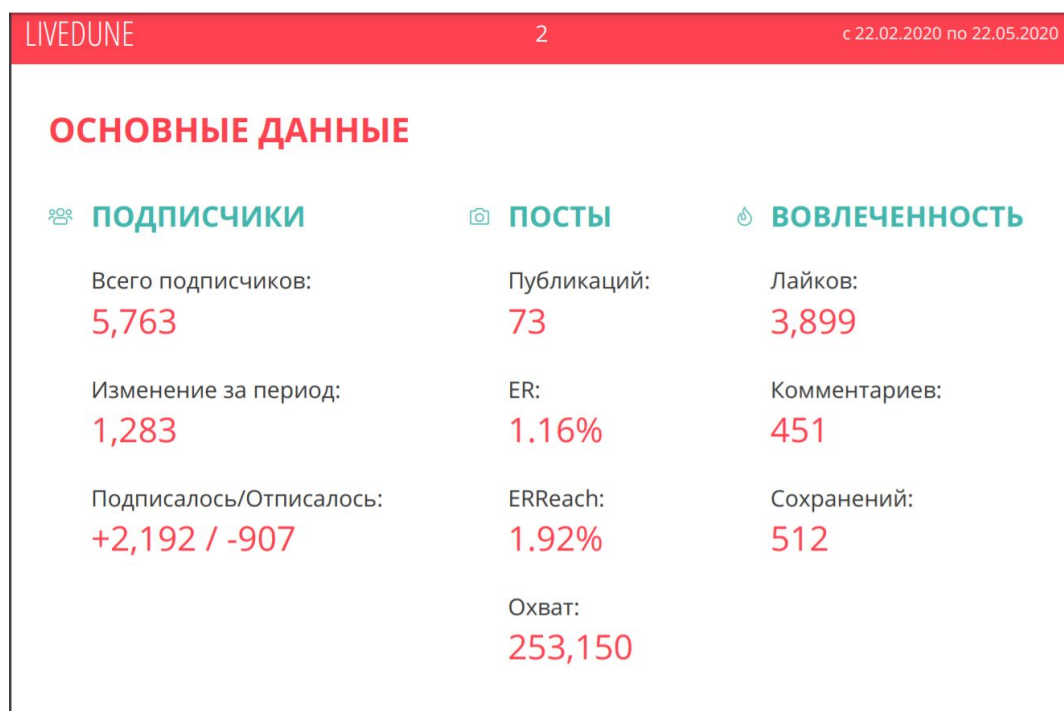 LIVEDUNE
2
с 22.02.2020 по 22.05.2020
ОСНОВНЫЕ ДАННЫЕ
ПОДПИСЧИКИ
Всего подписчиков:
5,763
Изменение за период:
1,283
Подписалось/Отписалось:
+2,192 / -907
ПОСТЫ
Публикаций:
73
ER:
1.16%
ERReach:
1.92%
Охват:
253,150
ВОВЛЕЧЕННОСТЬ
Лайков:
3,899
Комментариев:
451
Сохранений:
512